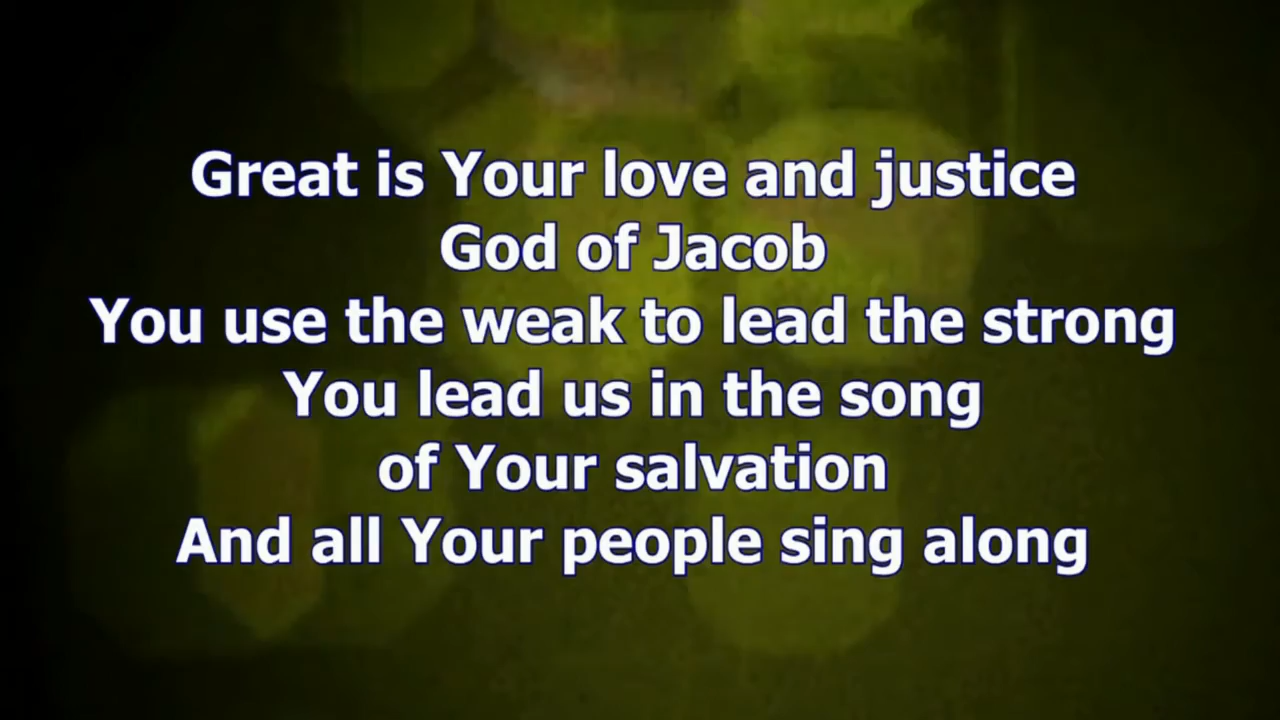 Great is Your love and justice
God of Jacob
You use the weak to lead the strong
You lead us in the song
of Your salvation
And all Your people sing along